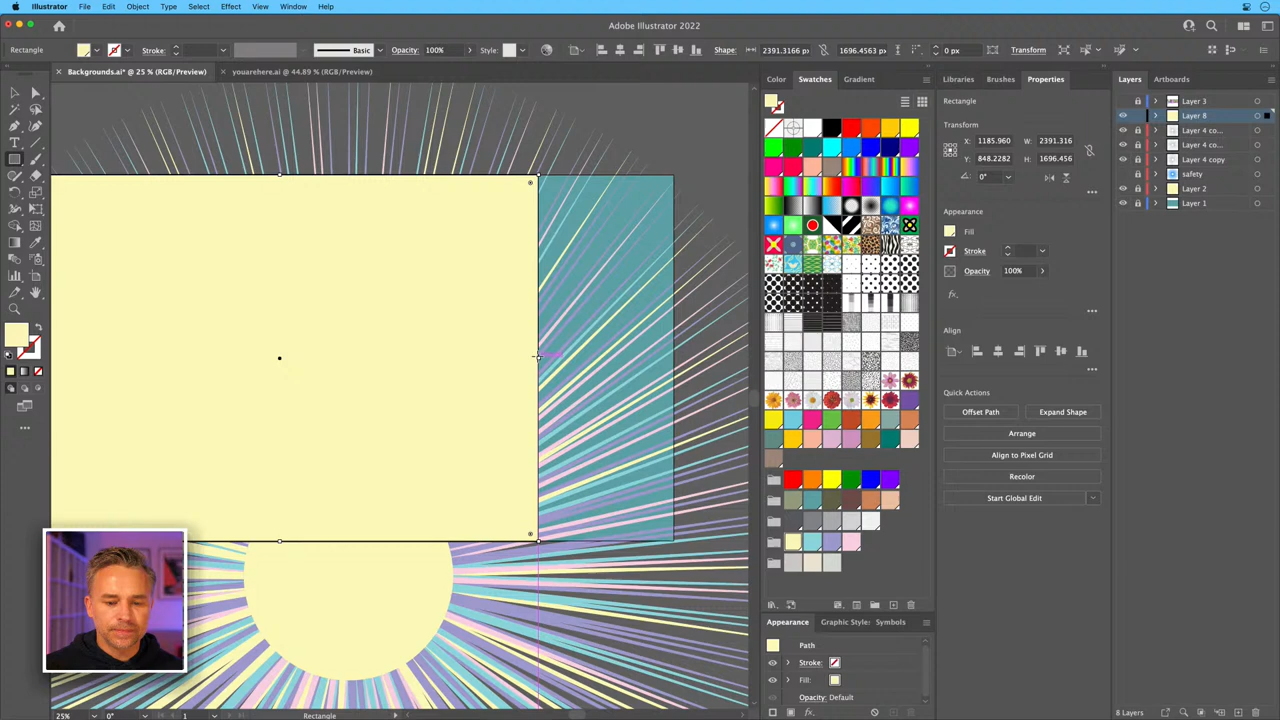 Illustrator File Edit Object Type Select Effect View Window Help
Adobe Illustrator 2022
Rectangle Stroke: Basic Opacity: 100% Style: Shape: 2391.3166 px 1696.4563 px 0 px Transform
× Backgrounds.ai* @ 25 % (RGB/Preview) × youarehere.ai @ 44.89 % (RGB/Preview)
Color Swatches Gradient
Libraries Brushes Properties
Layers Artboards
Rectangle
Layer 3
Layer 8
Transform
Layer 4 co...
X: 1185.960 W: 2391.316
Layer 4 co...
Y: 848.2282 H: 1696.456
Layer 4 copy
0°
safety
Layer 2
Layer 1
Appearance
Fill
Stroke
Opacity 100%
fx.
Align
Quick Actions
Offset Path Expand Shape
Arrange
Align to Pixel Grid
Recolor
Start Global Edit
Appearance Graphic Styles Symbols
Path
Stroke:
Fill:
Opacity: Default
fx.
25% 0° 1 Rectangle
8 Layers